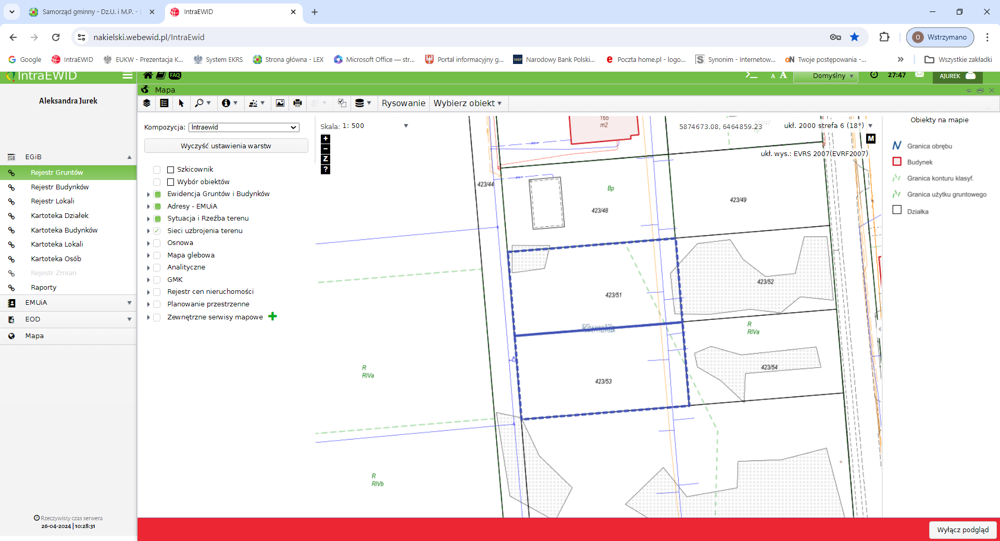 Samorząd gminny - Dz.U. i M.P. -
IntraEWID
nakielski.webewid.pl/IntraEwid
O Wstrzymano
Google
IntraEWID
EUKW - Prezentacja K...
System EKRS
Strona główna - LEX
Microsoft Office — str...
Portal informacyjny g...
NBP Narodowy Bank Polski...
Poczta home.pl - logo...
Synonim - Internetow...
Twoje postępowania -...
Wszystkie zakładki
IntraEWID
FAQ
A A
Domyślny
27:47
AJUREK
Mapa
Aleksandra Jurek
Rysowanie
Wybierz obiekt
EGiB
Rejestr Gruntów
Rejestr Budynków
Rejestr Lokali
Kartoteka Działek
Kartoteka Budynków
Kartoteka Lokali
Kartoteka Osób
Rejestr Zmian
Raporty
EMUiA
EOD
Mapa
Rzeczywisty czas serwera
26-04-2024 | 10:28:31
Kompozycja: Intraewid
Wyczyść ustawienia warstw
Szkicownik
Wybór obiektów
Ewidencja Gruntów i Budynków
Adresy - EMUiA
Sytuacja i Rzeźba terenu
Sieci uzbrojenia terenu
Osnowa
Mapa glebowa
Analityczne
GMK
Rejestr cen nieruchomości
Planowanie przestrzenne
Zewnętrzne serwisy mapowe
Skala: 1: 500
+
−
Z
?
5874673.08, 6464859.23
ukł. 2000 strefa 6 (18°)
M
ukł. wys.: EVRS 2007(EVRF2007)
165
m2
423/47
423/44
Bp
423/48
423/49
423/51
423/52
R
RIVa
423/53
423/54
R
RIVa
R
RIVb
Obiekty na mapie
Granica obrębu
Budynek
Granica konturu klasyf.
Granica użytku gruntowego
Działka
Wyłącz podgląd